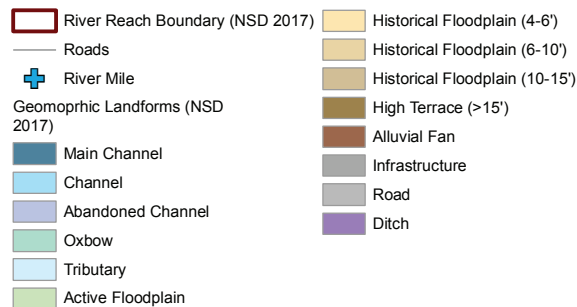 River Reach Boundary (NSD 2017)
Roads
River Mile
Geomoprhic Landforms (NSD
2017)
Main Channel
Channel
Abandoned Channel
Oxbow
Tributary
Active Floodplain
Historical Floodplain (4-6')
Historical Floodplain (6-10')
Historical Floodplain (10-15')
High Terrace (>15')
Alluvial Fan
Infrastructure
Road
Ditch